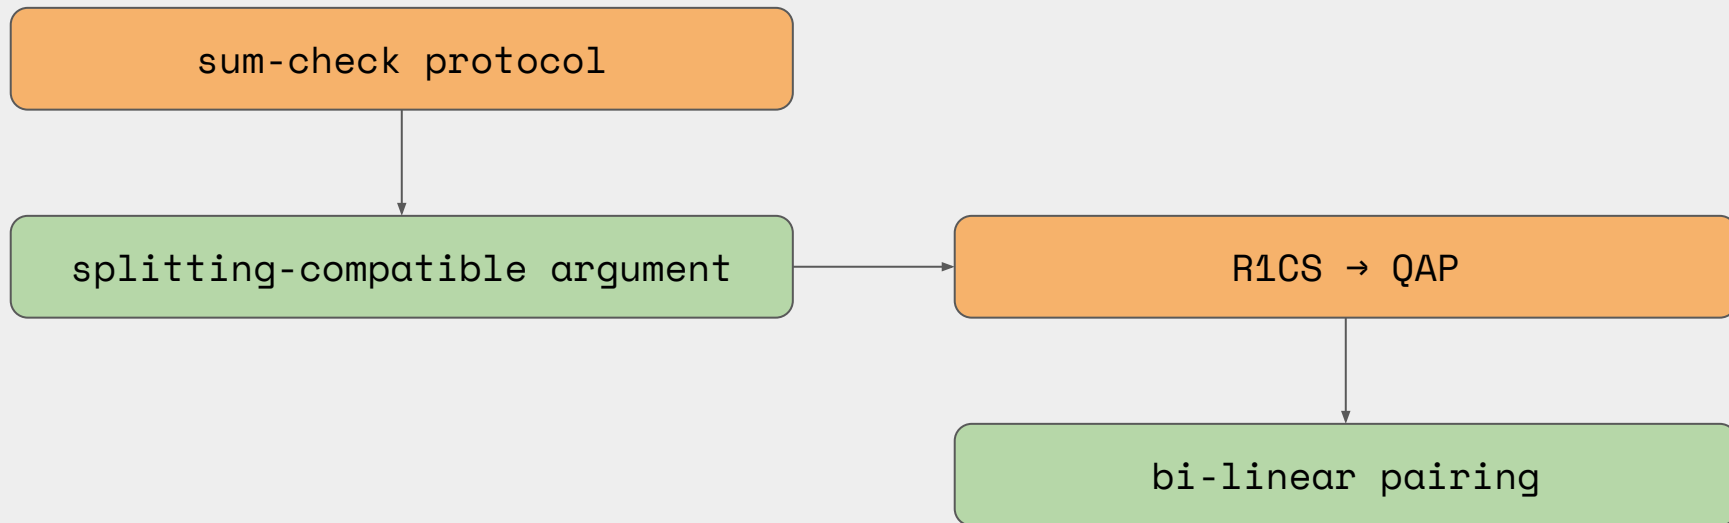 sum-check protocol
splitting-compatible argument
R1CS → QAP
bi-linear pairing